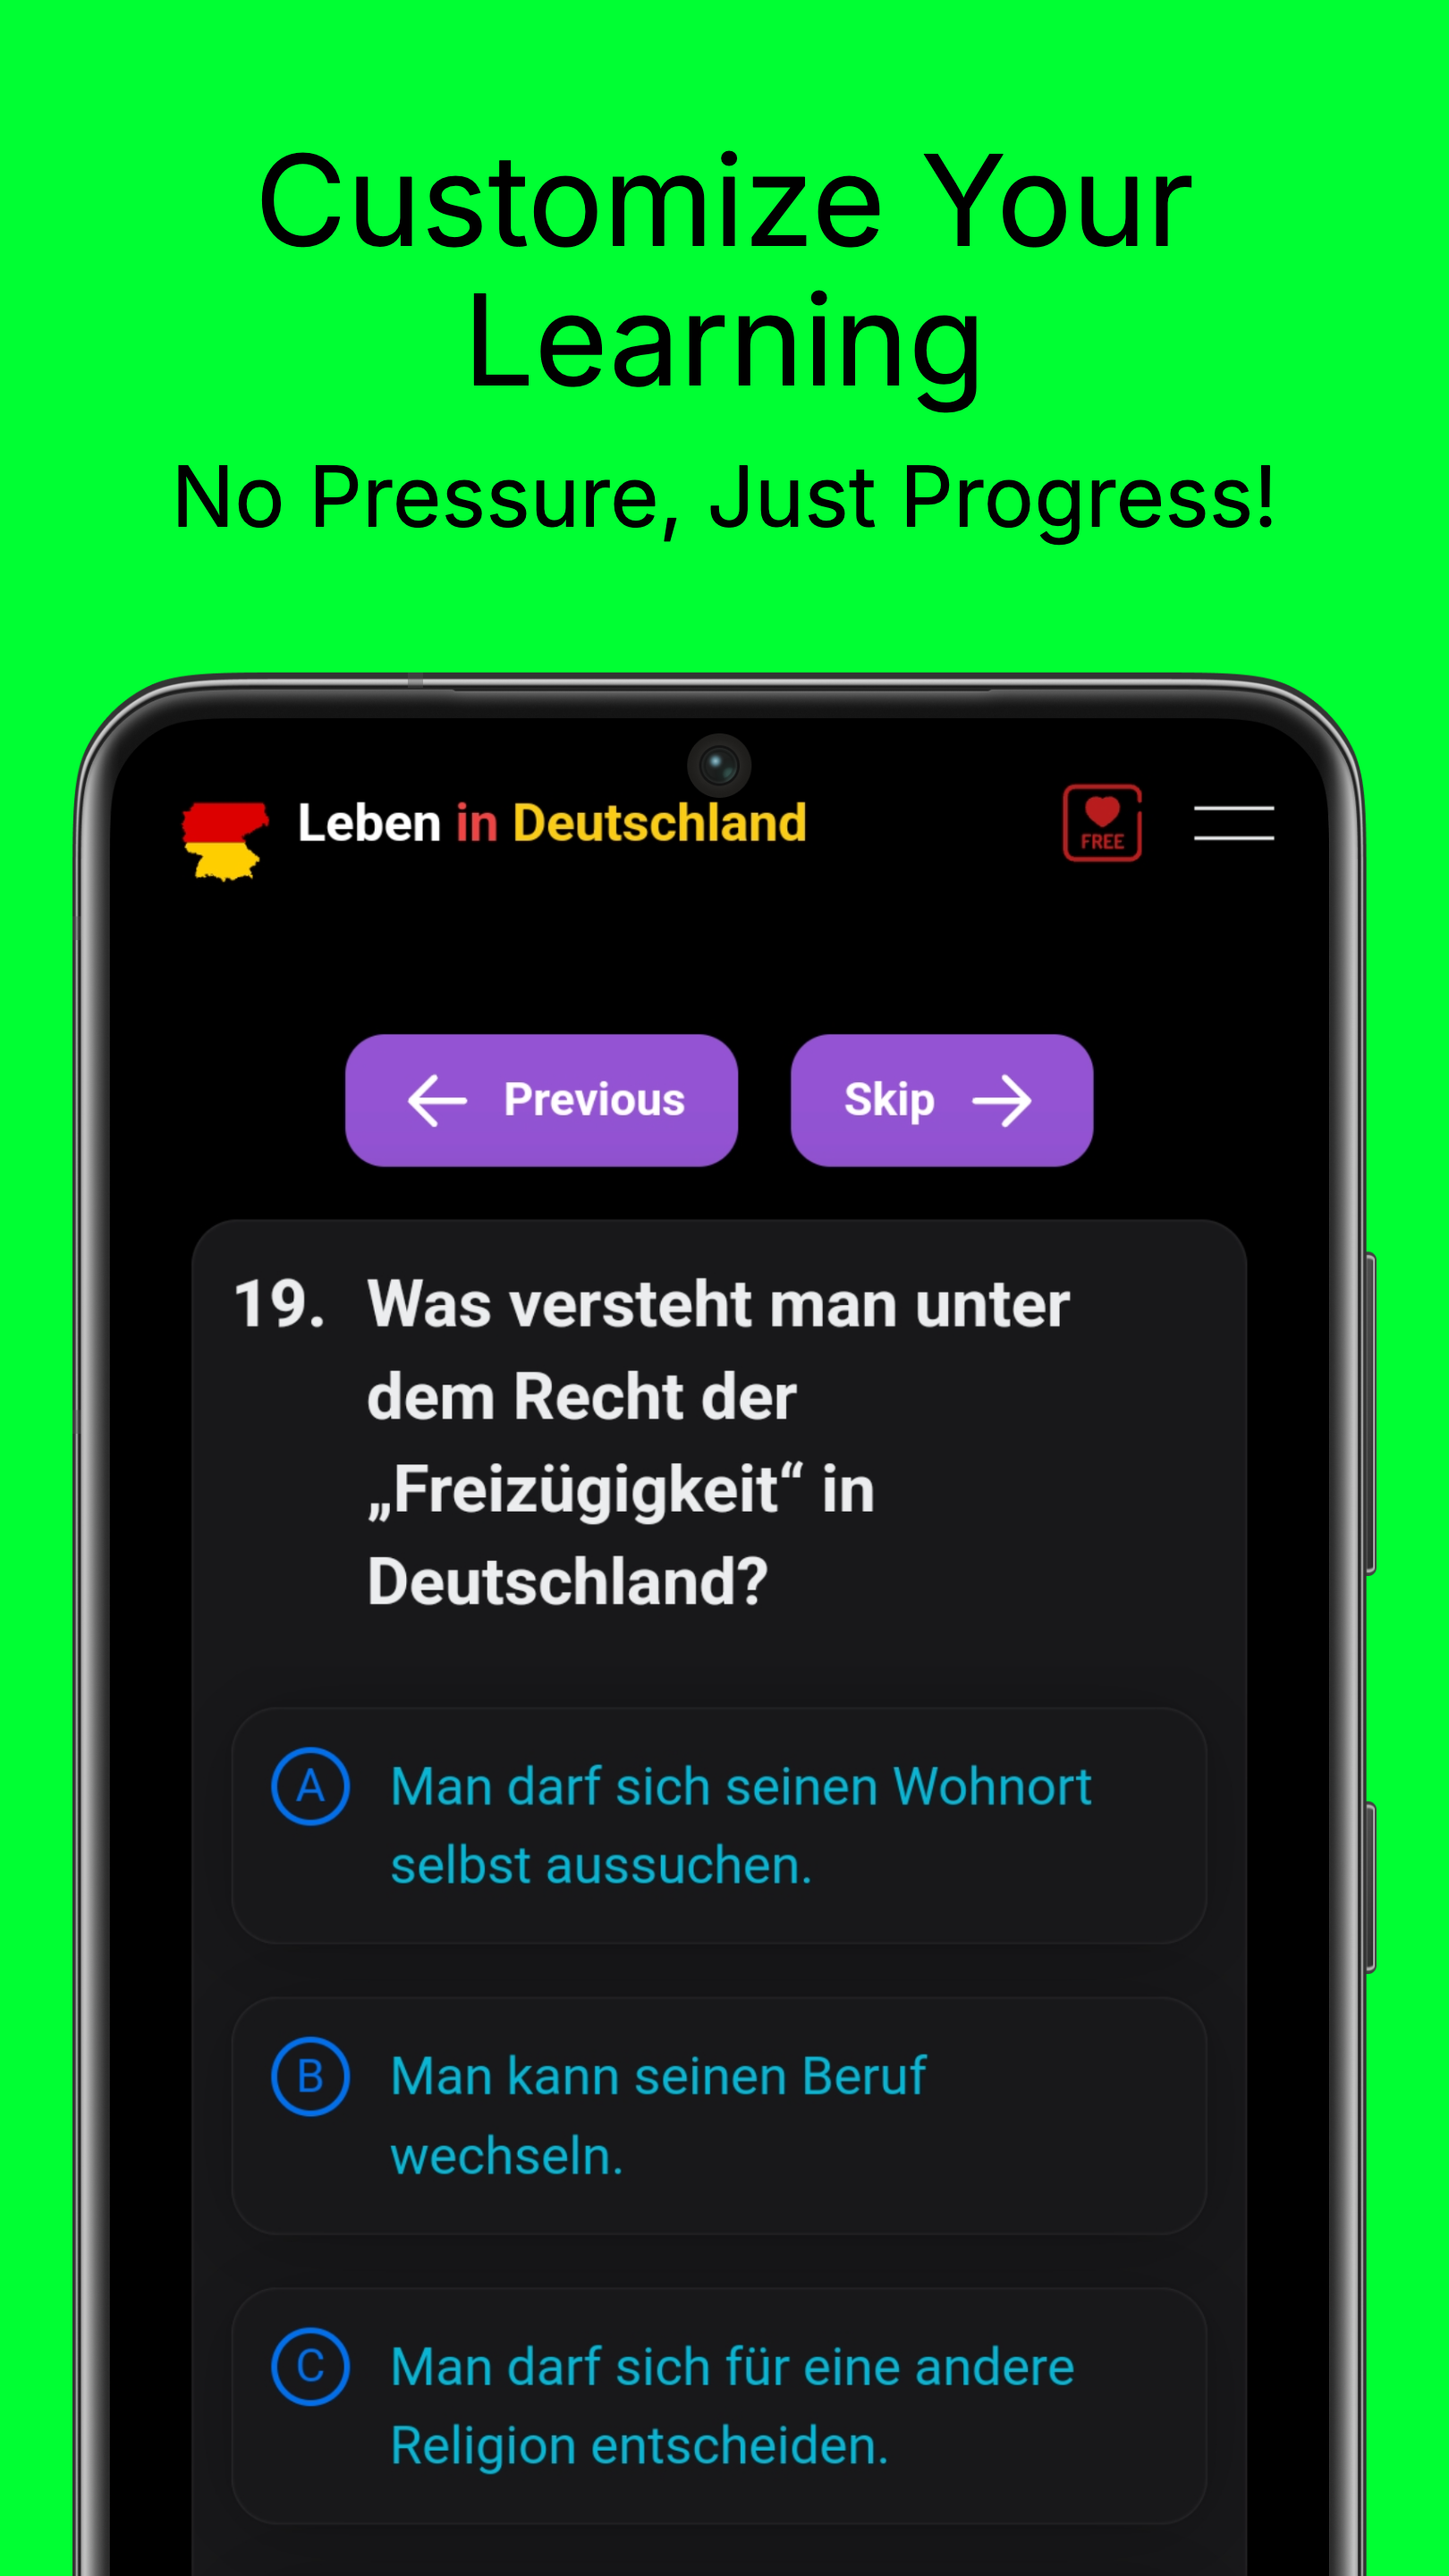 Customize Your
Learning
No Pressure, Just Progress!
Leben in Deutschland
FREE
Previous
Skip
19. Was versteht man unter
dem Recht der
„Freizügigkeit“ in
Deutschland?
A Man darf sich seinen Wohnort
selbst aussuchen.
B Man kann seinen Beruf
wechseln.
C Man darf sich für eine andere
Religion entscheiden.